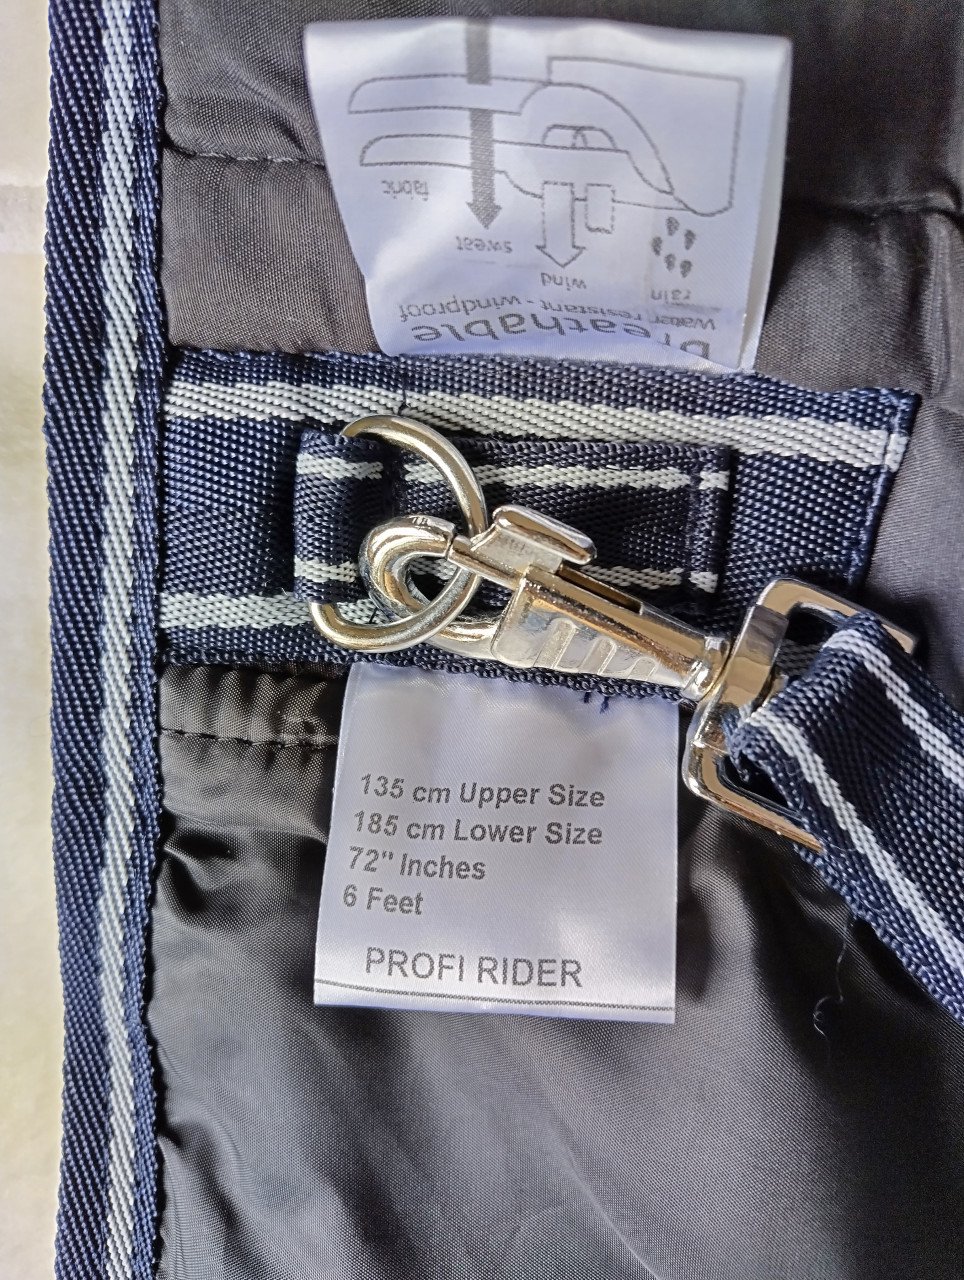 fabric
sweat
wind
rain
water resistant - windproof
breathable
135 cm Upper Size
185 cm Lower Size
72" Inches
6 Feet
PROFI RIDER